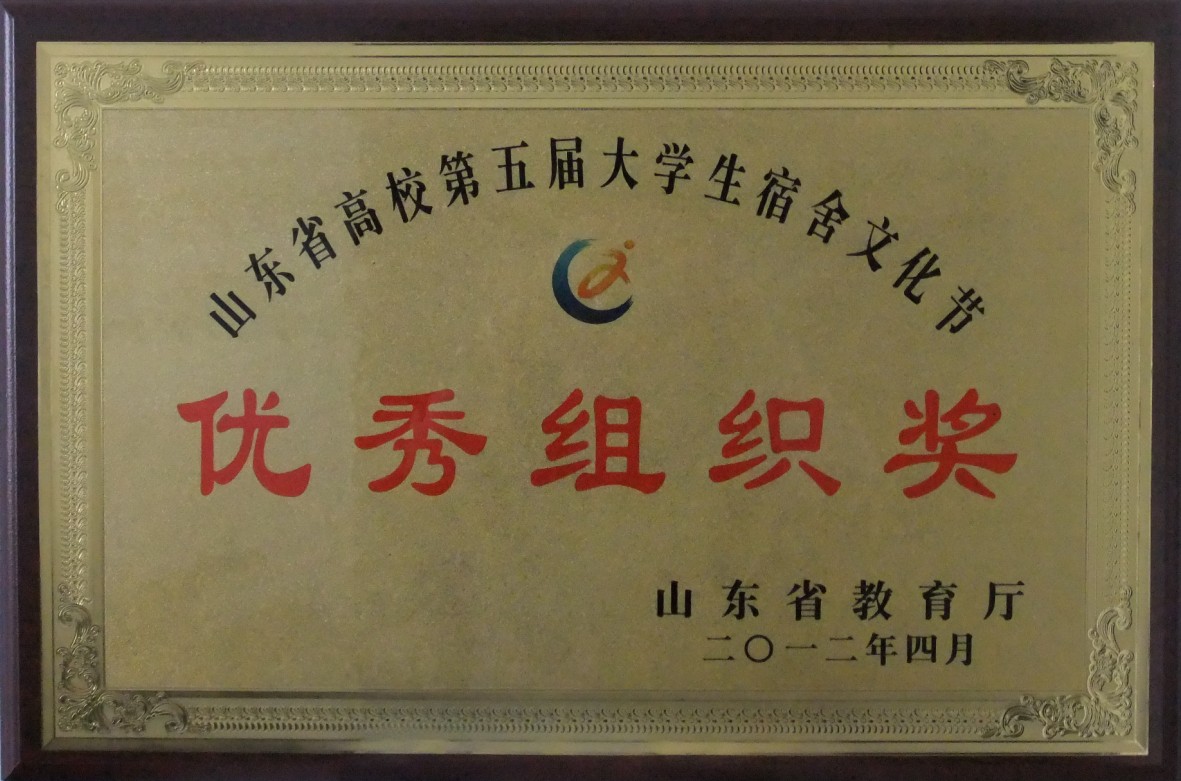 山东省高校第五届大学生宿舍文化节
优秀组织奖
山东省教育厅
二〇一二年四月